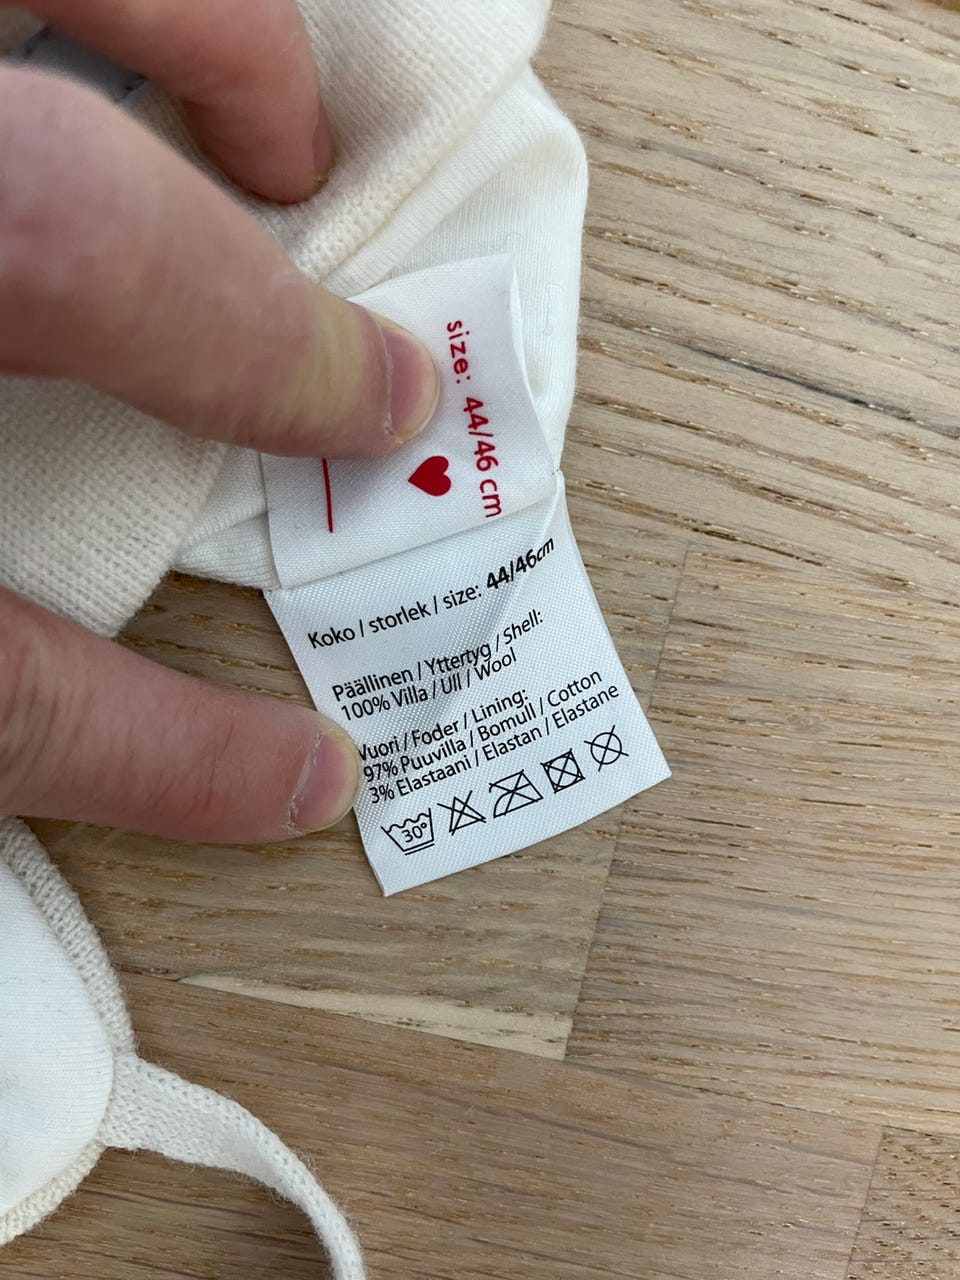 size: 44/46 cm
Koko / storlek / size: 44/46cm
Päällinen / Yttertyg / Shell:
100% Villa / Ull / Wool
Vuori / Foder / Lining:
97% Puuvilla / Bomull / Cotton
3% Elastaani / Elastan / Elastane
30°